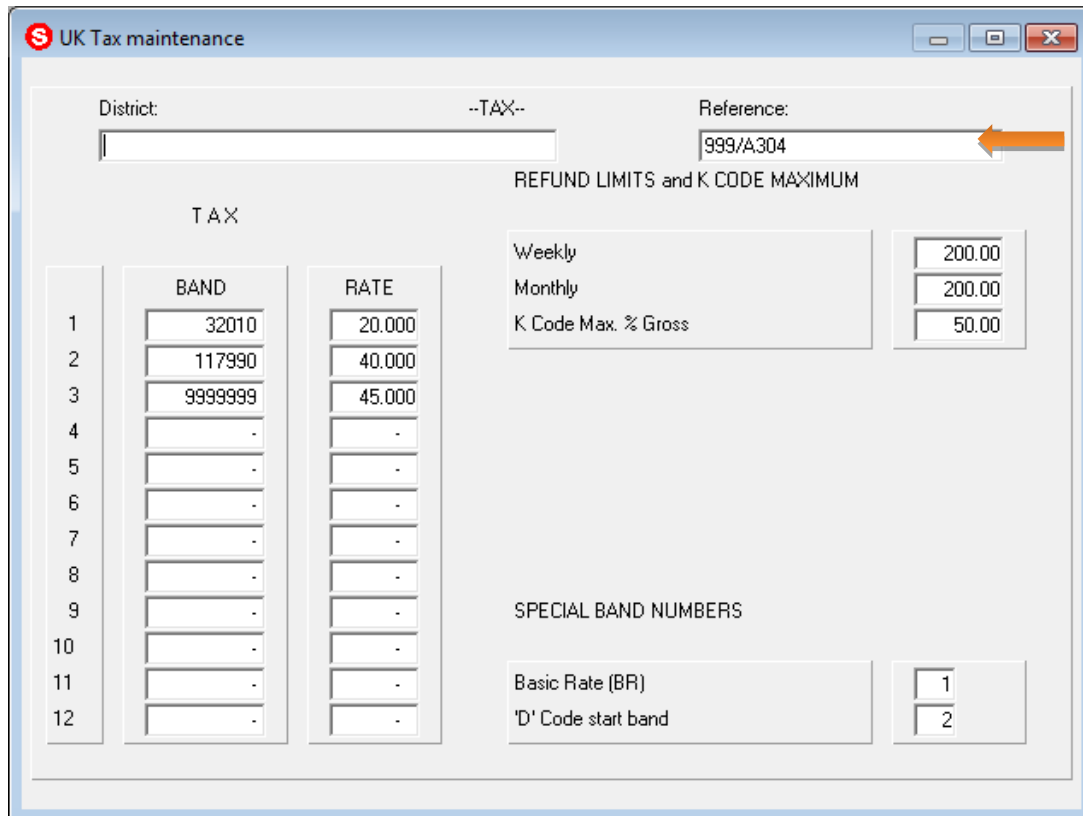 S UK Tax maintenance
District: --TAX-- Reference:
999/A304
REFUND LIMITS and K CODE MAXIMUM
T A X
Weekly 200.00
BAND RATE Monthly 200.00
1 32010 20.000 K Code Max. % Gross 50.00
2 117990 40.000
3 9999999 45.000
4 - -
5 - -
6 - -
7 - -
8 - -
9 - - SPECIAL BAND NUMBERS
10 - -
11 - - Basic Rate (BR) 1
12 - - 'D' Code start band 2